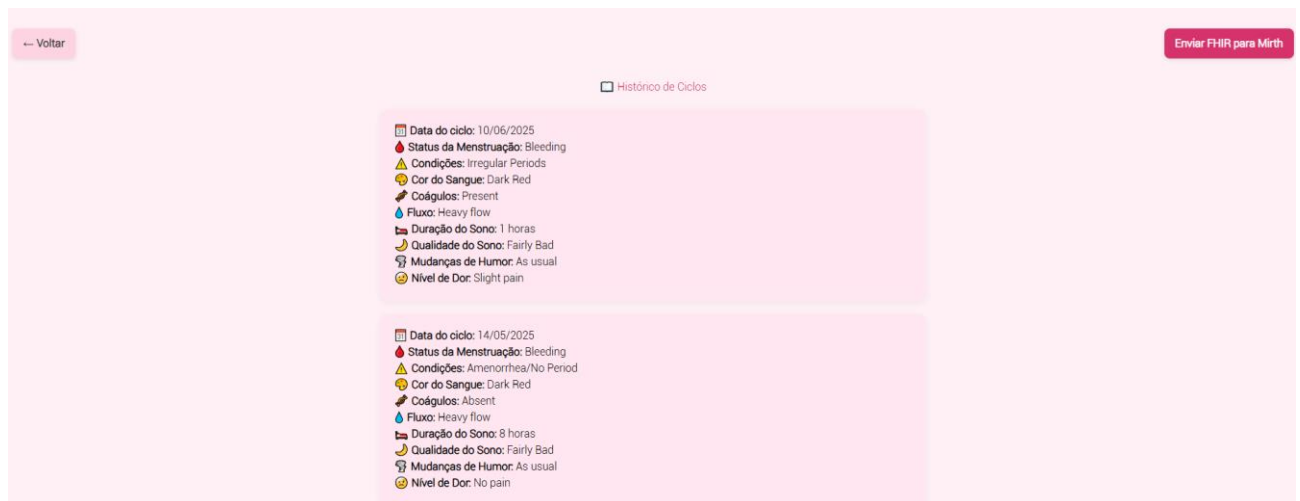 ← Voltar
Enviar FHIR para Mirth
Histórico de Ciclos
Data do ciclo: 10/06/2025
Status da Menstruação: Bleeding
Condições: Irregular Periods
Cor do Sangue: Dark Red
Coágulos: Present
Fluxo: Heavy flow
Duração do Sono: 1 horas
Qualidade do Sono: Fairly Bad
Mudanças de Humor: As usual
Nível de Dor: Slight pain
Data do ciclo: 14/05/2025
Status da Menstruação: Bleeding
Condições: Amenorrhea/No Period
Cor do Sangue: Dark Red
Coágulos: Absent
Fluxo: Heavy flow
Duração do Sono: 8 horas
Qualidade do Sono: Fairly Bad
Mudanças de Humor: As usual
Nível de Dor: No pain